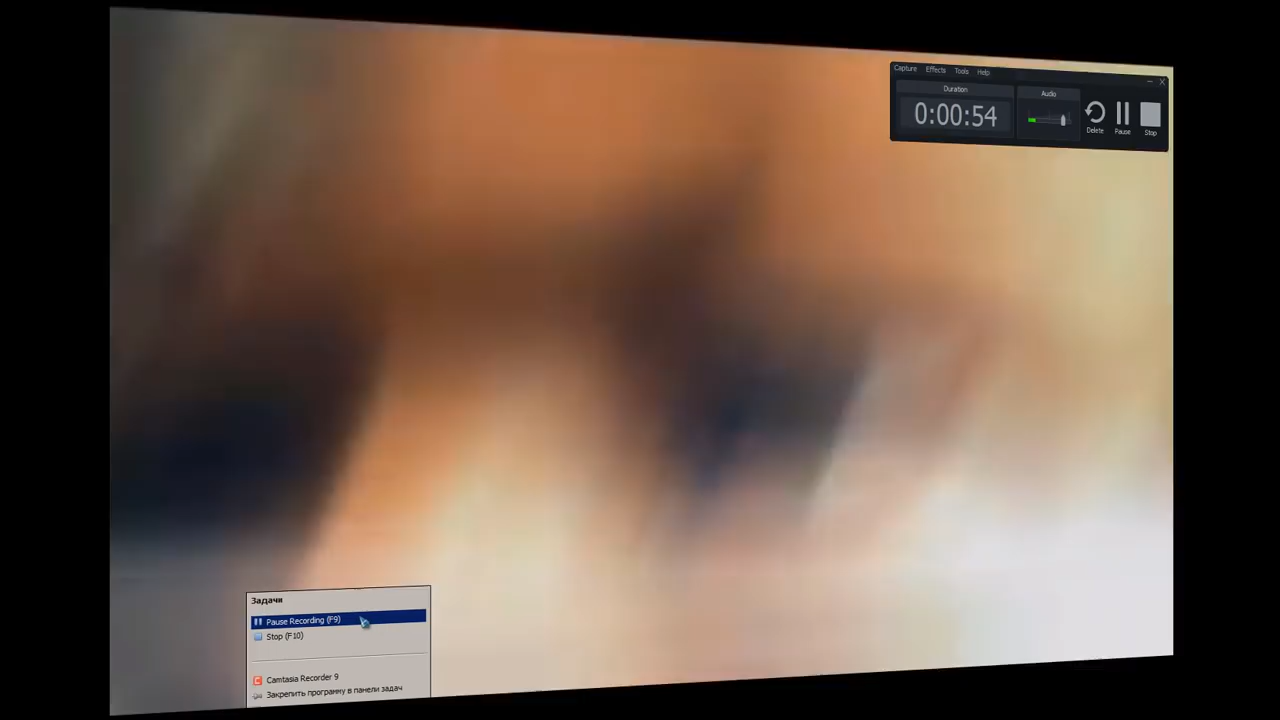 Capture Effects Tools Help
Duration
Audio
0:00:54
Delete
Pause
Stop
Задачи
Pause Recording (F9)
Stop (F10)
Camtasia Recorder 9
Закрепить программу в панели задач